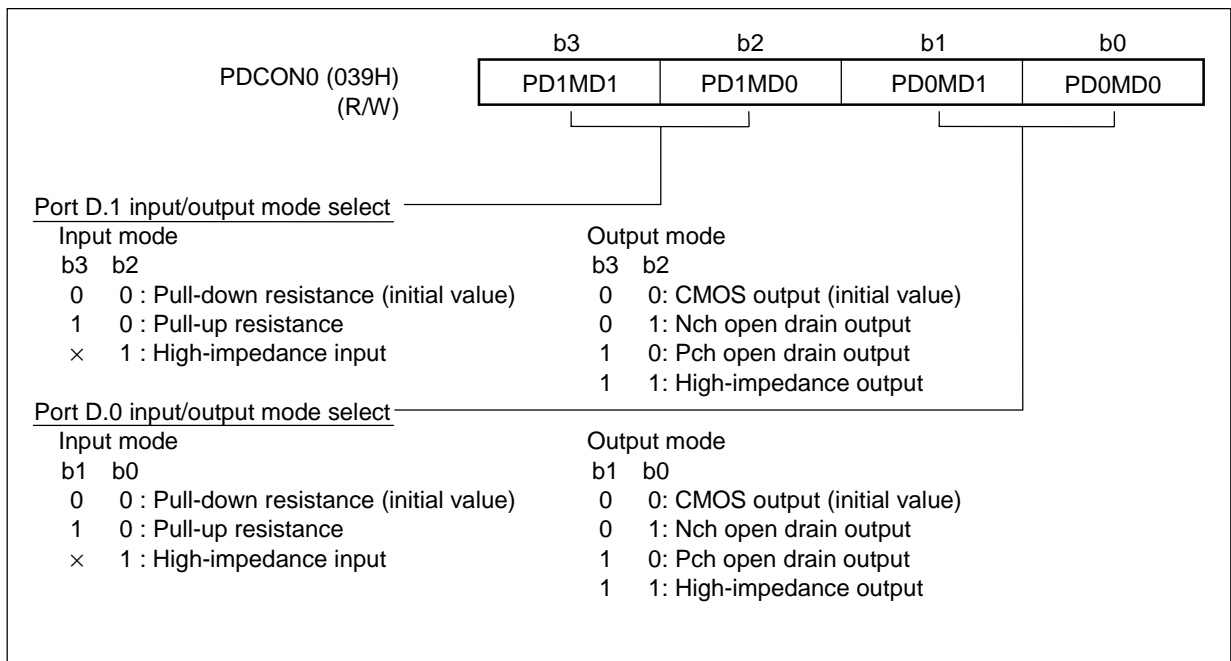 b3 b2 b1 b0
PDCON0 (039H) PD1MD1 PD1MD0 PD0MD1 PD0MD0
(R/W)
Port D.1 input/output mode select
Input mode Output mode
b3 b2 b3 b2
0 0 : Pull-down resistance (initial value) 0 0: CMOS output (initial value)
1 0 : Pull-up resistance 0 1: Nch open drain output
× 1 : High-impedance input 1 0: Pch open drain output
1 1: High-impedance output
Port D.0 input/output mode select
Input mode Output mode
b1 b0 b1 b0
0 0 : Pull-down resistance (initial value) 0 0: CMOS output (initial value)
1 0 : Pull-up resistance 0 1: Nch open drain output
× 1 : High-impedance input 1 0: Pch open drain output
1 1: High-impedance output